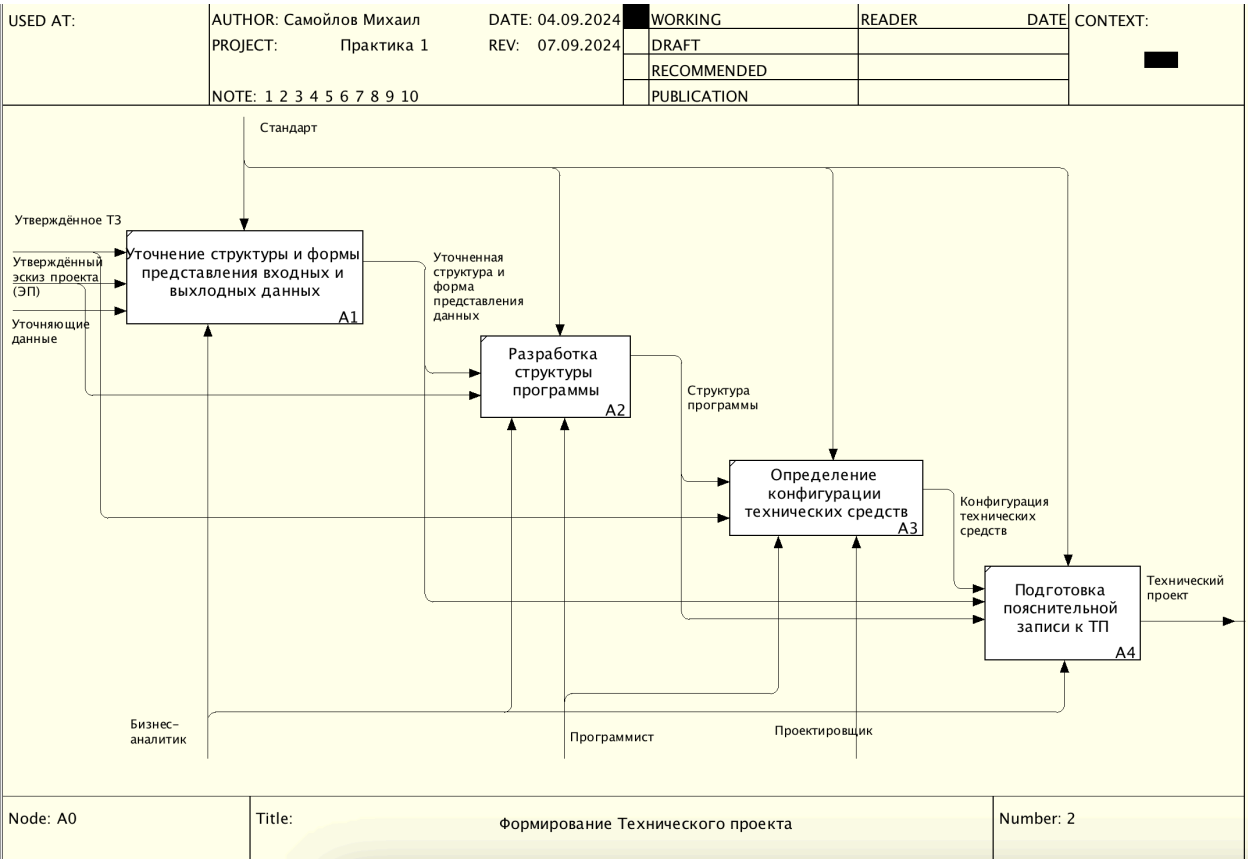 USED AT:
AUTHOR: Самойлов Михаил
DATE: 04.09.2024
PROJECT: Практика 1
REV: 07.09.2024
NOTE: 1 2 3 4 5 6 7 8 9 10
WORKING
DRAFT
RECOMMENDED
PUBLICATION
READER
DATE
CONTEXT:
Стандарт
Утверждённое ТЗ
Утверждённый
эскиз проекта
(ЭП)
Уточняющие
данные
Уточнение структуры и формы
представления входных и
выхлодных данных
A1
Уточненная
структура и
форма
представления
данных
Разработка
структуры
программы
A2
Структура
программы
Определение
конфигурации
технических средств
A3
Конфигурация
технических
средств
Подготовка
пояснительной
записи к ТП
A4
Технический
проект
Бизнес-
аналитик
Программист
Проектировщик
Node: A0
Title:
Формирование Технического проекта
Number: 2